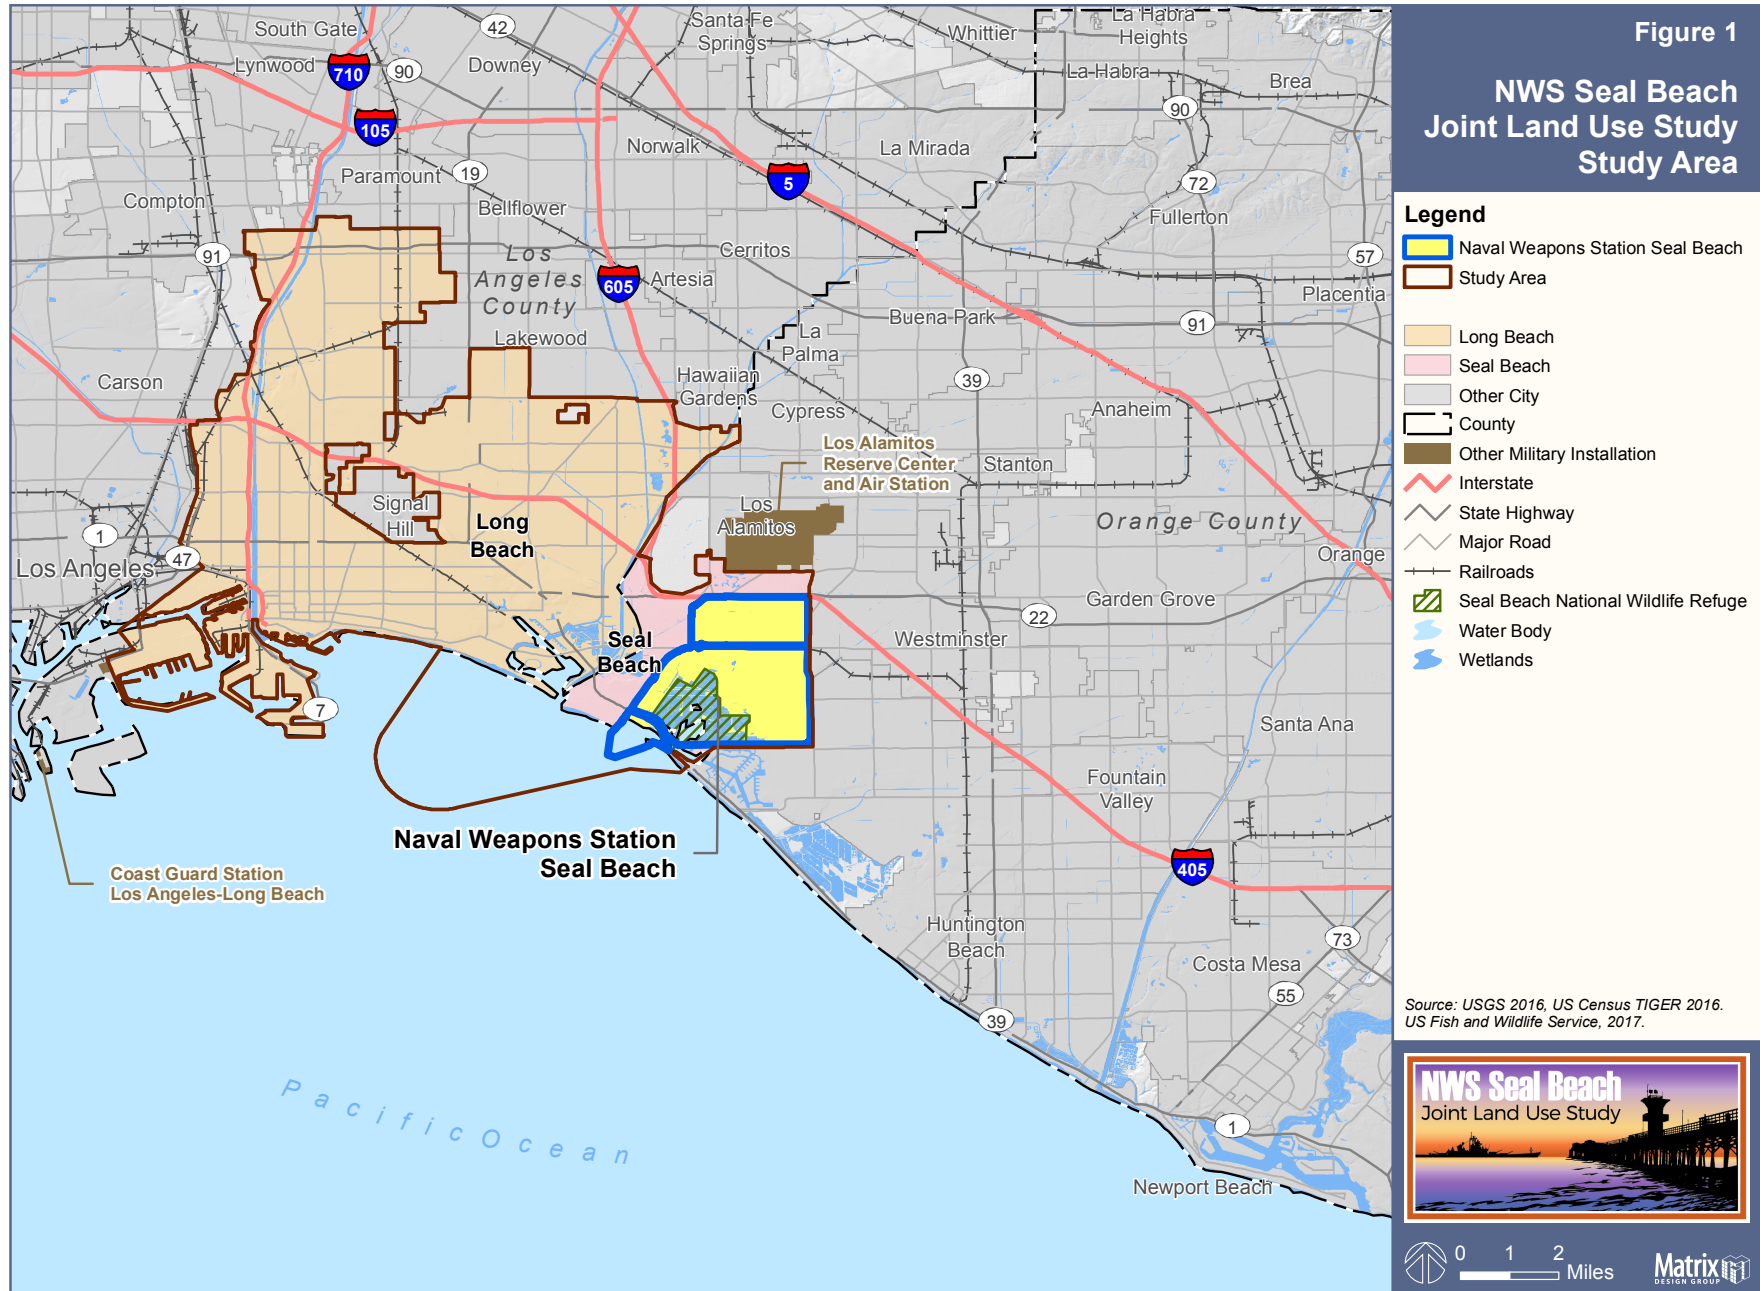 Figure 1
NWS Seal Beach
Joint Land Use Study
Study Area
Legend
Naval Weapons Station Seal Beach
Study Area
Long Beach
Seal Beach
Other City
County
Other Military Installation
Interstate
State Highway
Major Road
Railroads
Seal Beach National Wildlife Refuge
Water Body
Wetlands
Source: USGS 2016, US Census TIGER 2016.
US Fish and Wildlife Service, 2017.
NWS Seal Beach
Joint Land Use Study
0 1 2
Miles
Matrix
DESIGN GROUP
South Gate
42
Santa Fe
Springs
Whittier
La Habra
Heights
Lynwood
710
90
Downey
La Habra
Brea
90
105
Norwalk
La Mirada
Paramount
19
5
72
Compton
Bellflower
Fullerton
91
Los
Angeles
County
Cerritos
57
605
Artesia
Placentia
Lakewood
Buena Park
91
La
Palma
Carson
Hawaiian
Gardens
39
Cypress
Anaheim
Los Alamitos
Reserve Center
and Air Station
Stanton
Signal
Hill
Long
Beach
Los
Alamitos
Orange County
1
47
Los Angeles
Orange
Garden Grove
22
Seal
Beach
Westminster
7
Santa Ana
Fountain
Valley
Naval Weapons Station
Seal Beach
Coast Guard Station
Los Angeles-Long Beach
405
Huntington
Beach
73
Costa Mesa
55
39
Pacific Ocean
1
Newport Beach